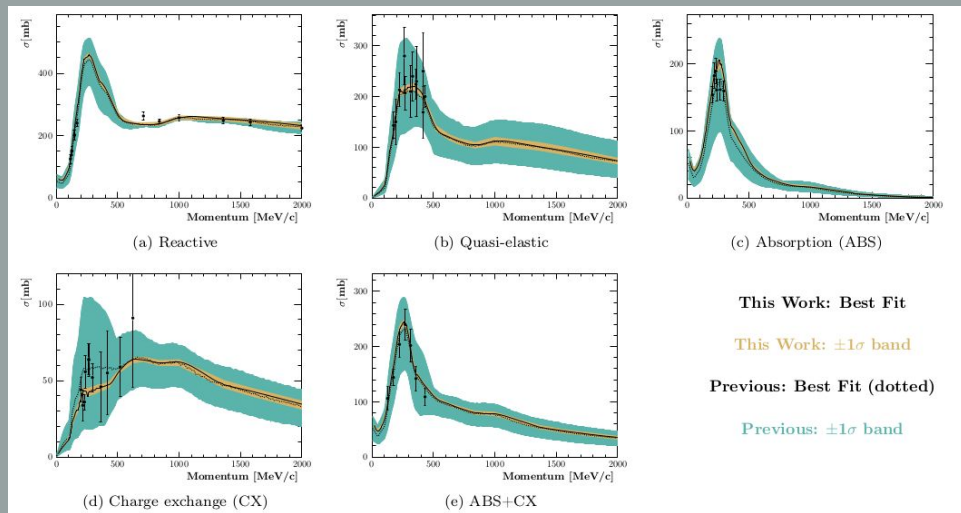 σ[mb]
400
200
0
0 500 1000 1500 2000
Momentum [MeV/c]
(a) Reactive
σ[mb]
300
200
100
0
0 500 1000 1500 2000
Momentum [MeV/c]
(b) Quasi-elastic
σ[mb]
200
100
0
0 500 1000 1500 2000
Momentum [MeV/c]
(c) Absorption (ABS)
σ[mb]
100
50
0
0 500 1000 1500 2000
Momentum [MeV/c]
(d) Charge exchange (CX)
σ[mb]
300
200
100
0
0 500 1000 1500 2000
Momentum [MeV/c]
(e) ABS+CX
This Work: Best Fit
This Work: ±1σ band
Previous: Best Fit (dotted)
Previous: ±1σ band